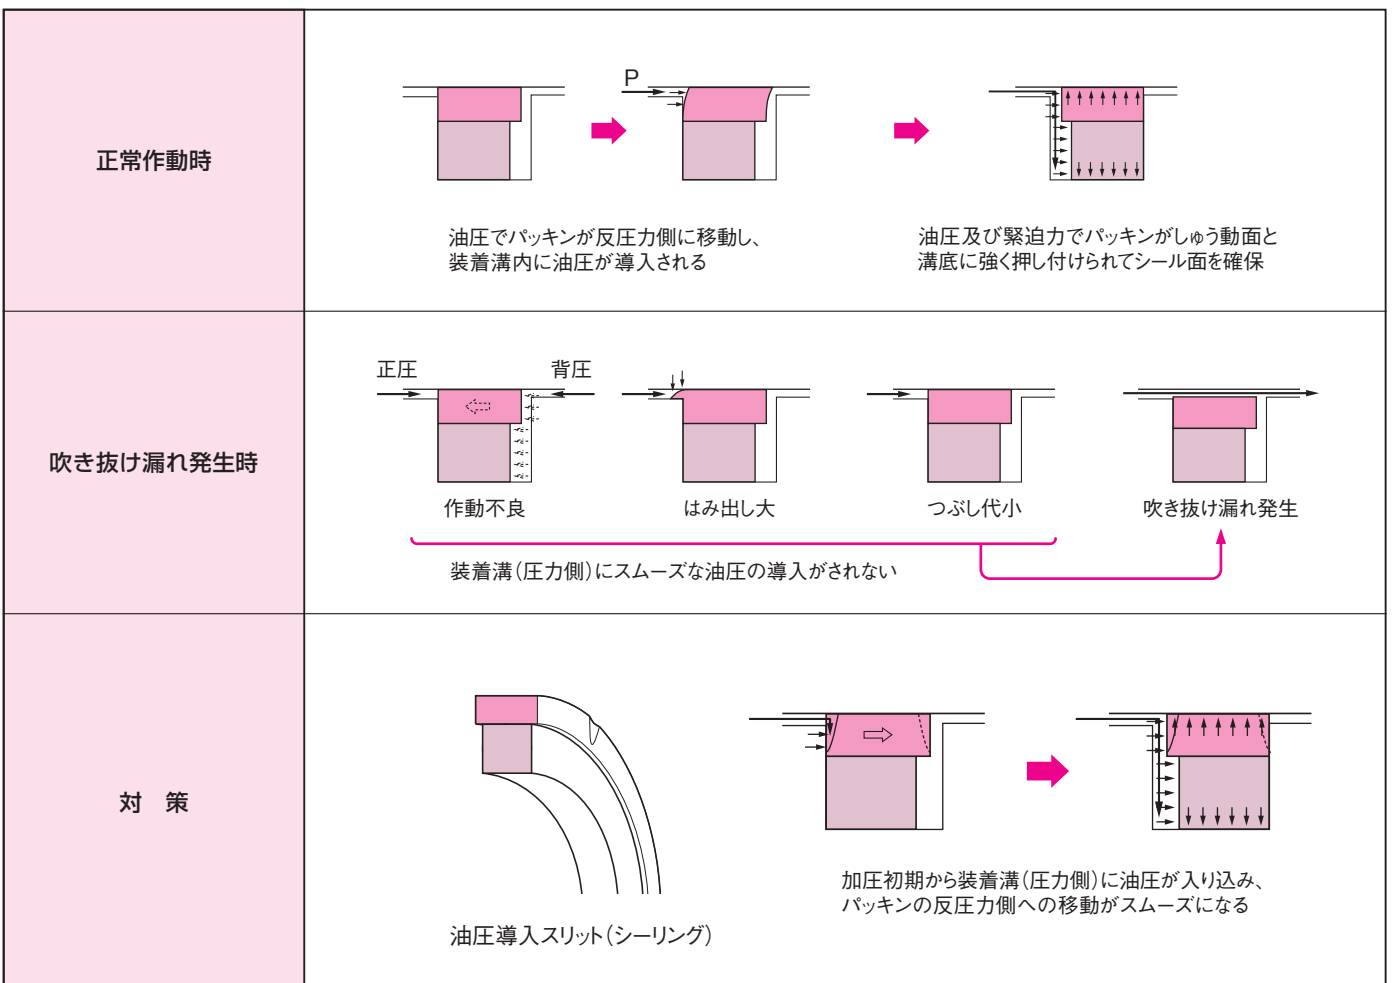 正常作動時
P
油圧でパッキンが反圧力側に移動し、
装着溝内に油圧が導入される
油圧及び緊迫力でパッキンがしゅう動面と
溝底に強く押し付けられてシール面を確保
吹き抜け漏れ発生時
正圧
背圧
作動不良
はみ出し大
つぶし代小
吹き抜け漏れ発生
装着溝(圧力側)にスムーズな油圧の導入がされない
対 策
油圧導入スリット(シーリング)
加圧初期から装着溝(圧力側)に油圧が入り込み、
パッキンの反圧力側への移動がスムーズになる